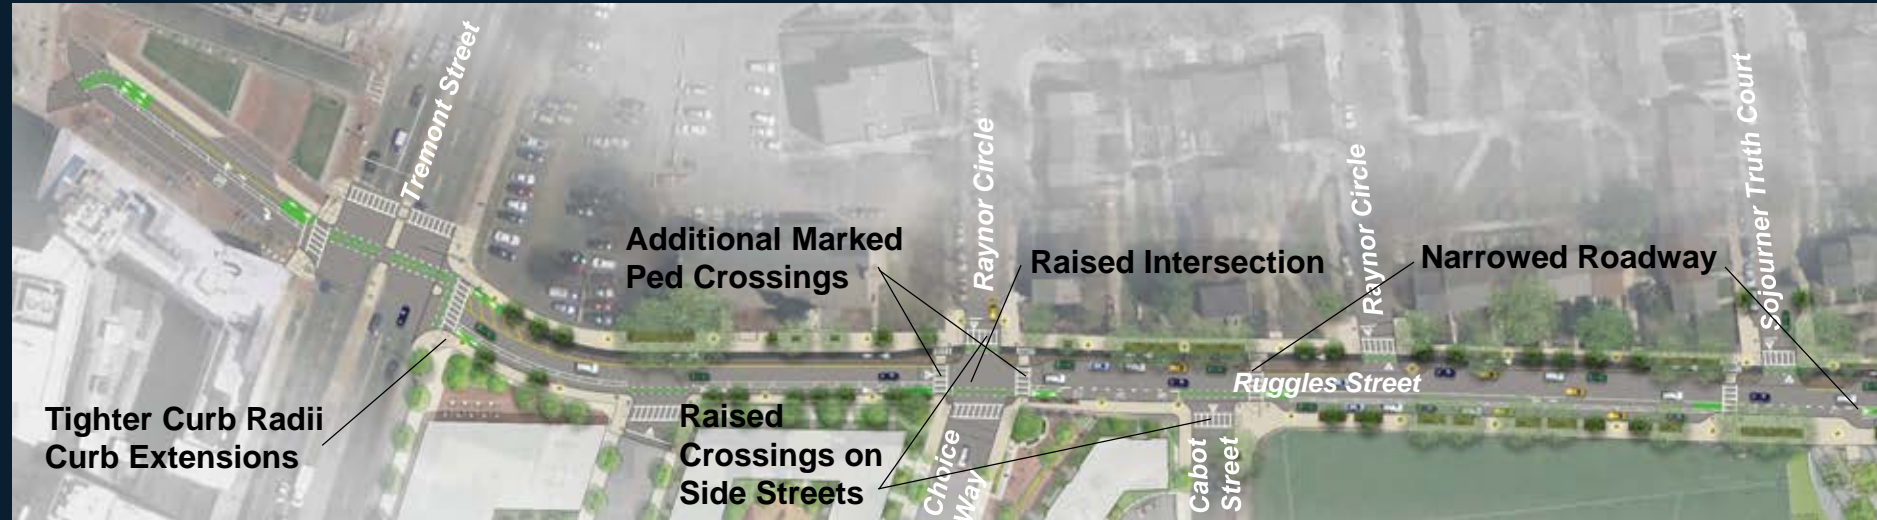 Tremont Street
Raynor Circle
Raynor Circle
Sojourner Truth Court
Additional Marked
Ped Crossings
Raised Intersection
Narrowed Roadway
Ruggles Street
Tighter Curb Radii
Curb Extensions
Raised
Crossings on
Side Streets
Choice
Way
Cabot
Street